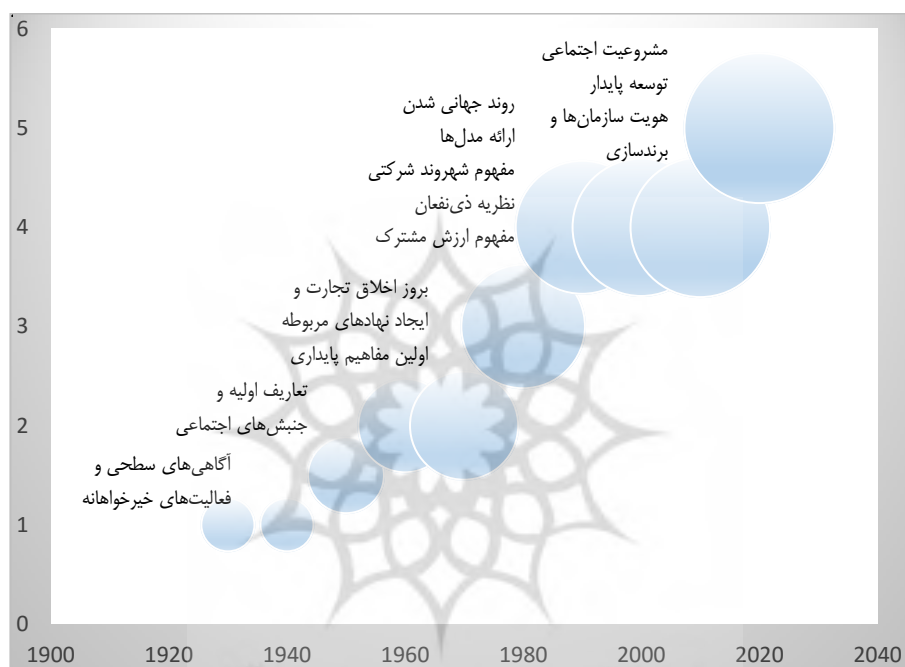 6
مشروعیت اجتماعی
توسعه پایدار
هویت سازمان‌ها و
برندسازی
5
روند جهانی شدن
ارائه مدل‌ها
مفهوم شهروند شرکتی
نظریه ذی‌نفعان
مفهوم ارزش مشترک
4
بروز اخلاق تجارت و
ایجاد نهادهای مربوطه
اولین مفاهیم پایداری
3
تعاریف اولیه و
جنبش‌های اجتماعی
2
آگاهی‌های سطحی و
فعالیت‌های خیرخواهانه
1
0
1900 1920 1940 1960 1980 2000 2020 2040